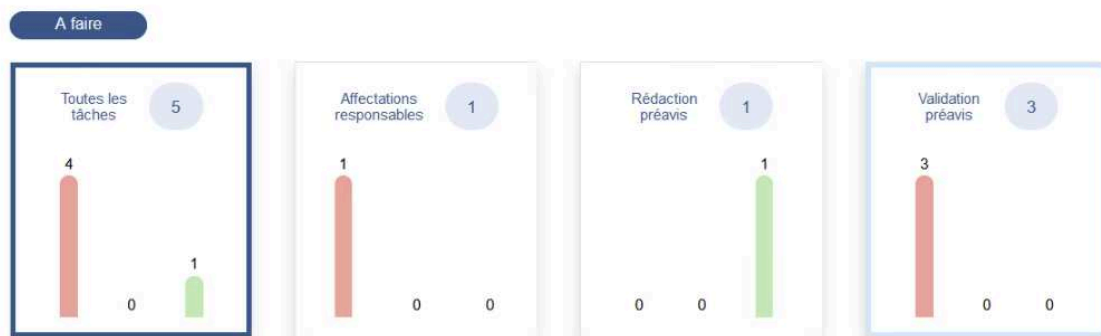 A faire
Toutes les
tâches
5
4
0
1
Affectations
responsables
1
1
0
0
Rédaction
préavis
1
0
0
1
Validation
préavis
3
3
0
0